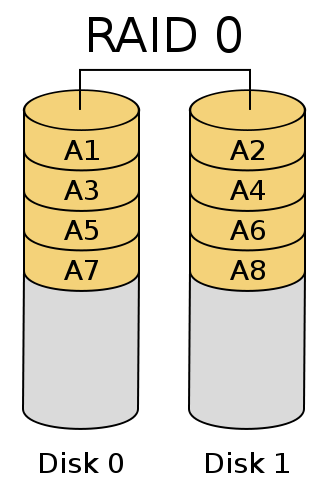 RAID 0
A1 A2
A3 A4
A5 A6
A7 A8
Disk 0 Disk 1